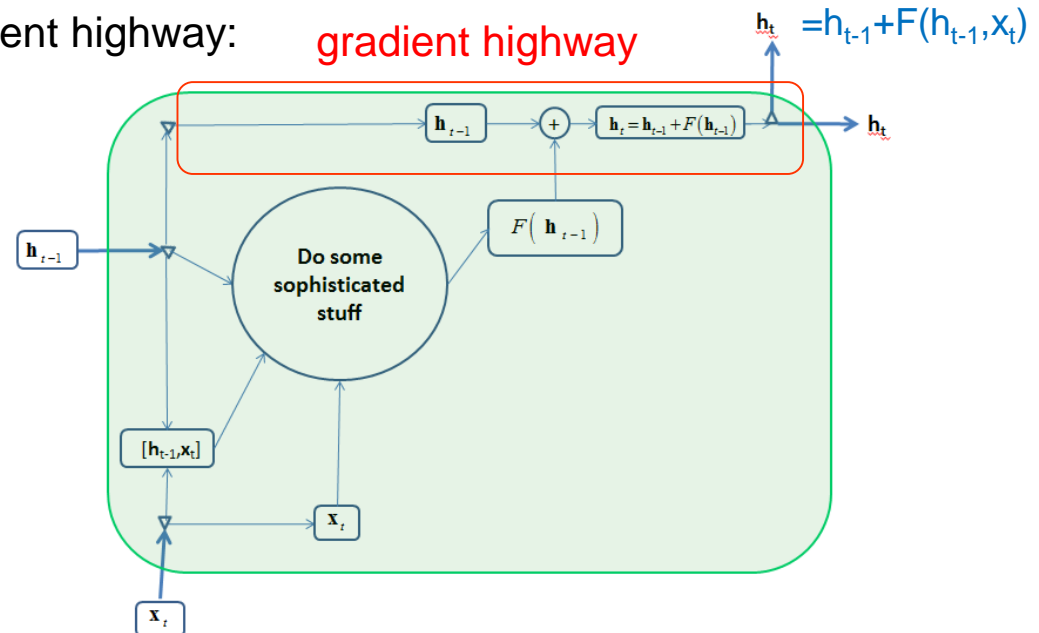 ent highway:
gradient highway
hₜ =hₜ₋₁+F(hₜ₋₁,xₜ)
hₜ₋₁
+
hₜ = hₜ₋₁ + F(hₜ₋₁)
hₜ
F( hₜ₋₁ )
hₜ₋₁
Do some
sophisticated
stuff
[hₜ₋₁,xₜ]
xₜ
xₜ